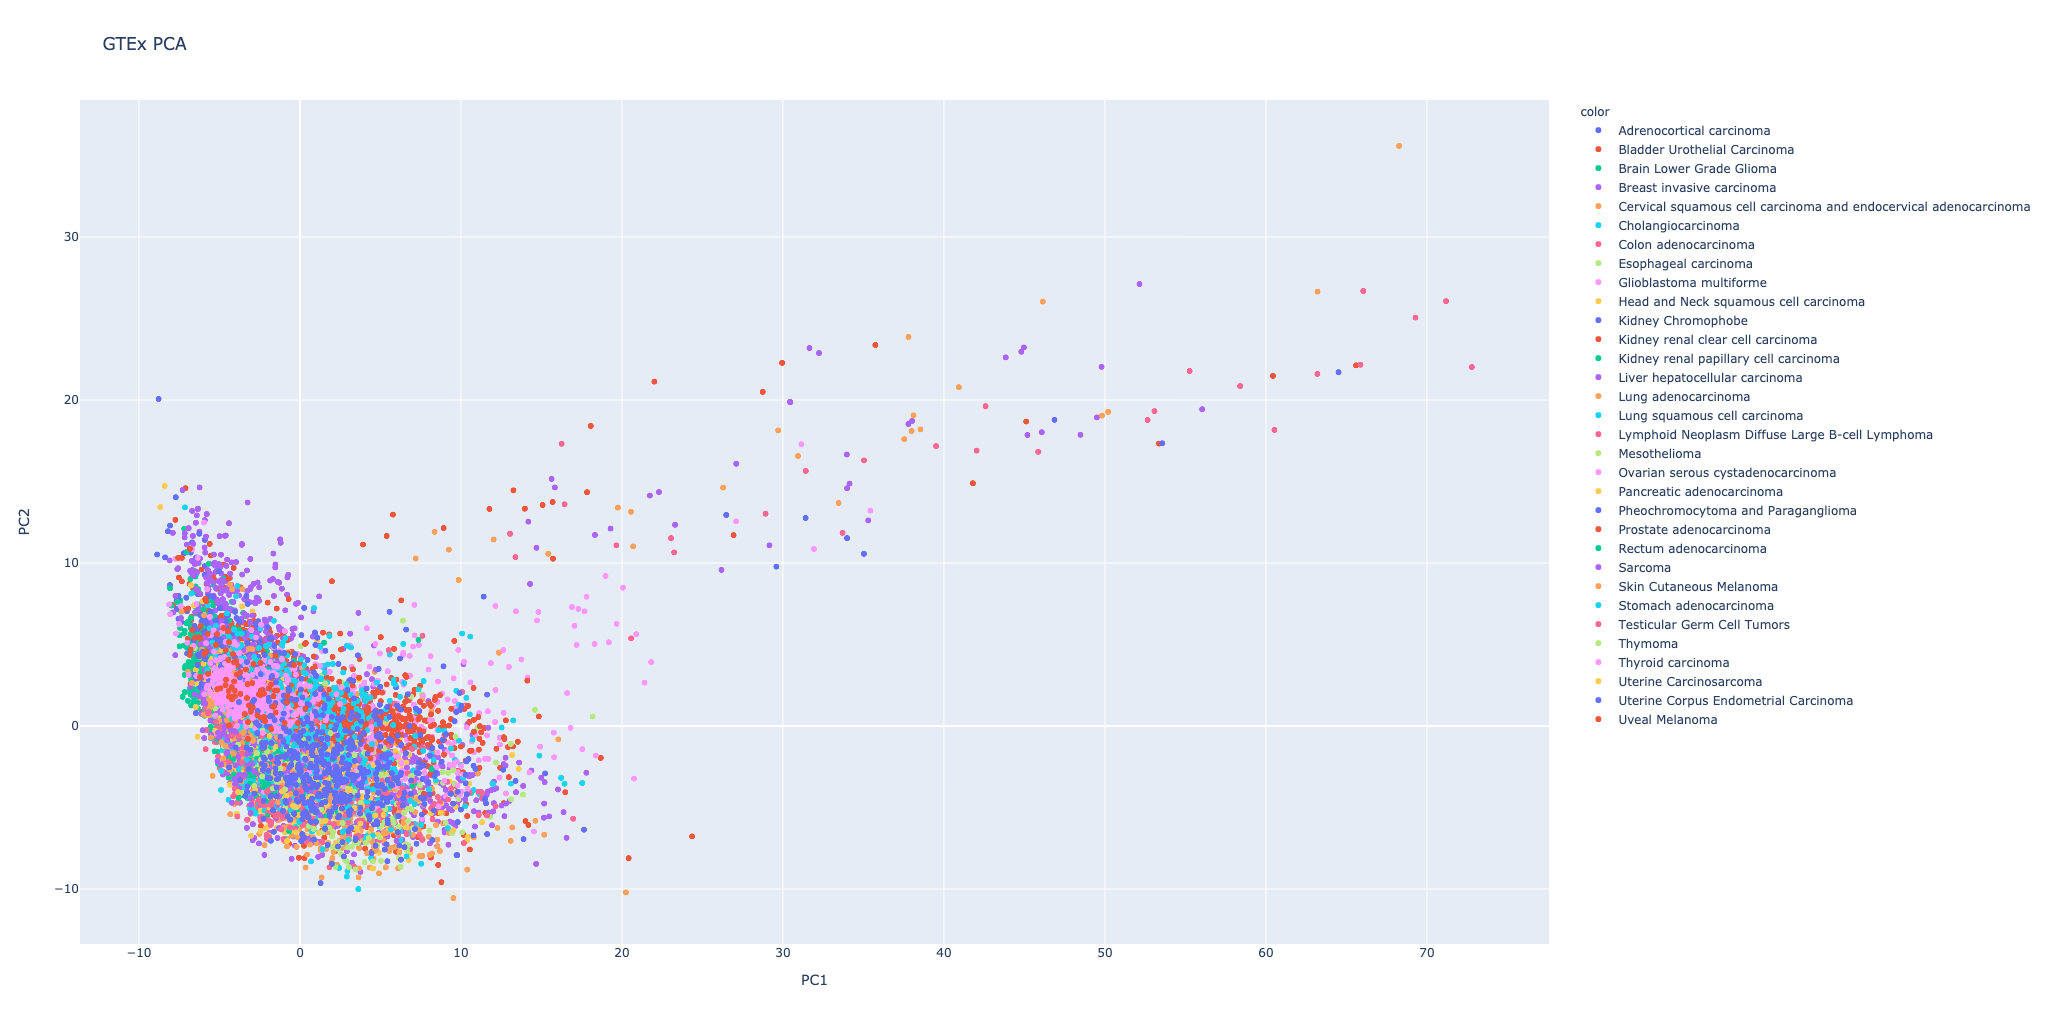 GTEx PCA
color
Adrenocortical carcinoma
Bladder Urothelial Carcinoma
Brain Lower Grade Glioma
Breast invasive carcinoma
Cervical squamous cell carcinoma and endocervical adenocarcinoma
Cholangiocarcinoma
Colon adenocarcinoma
Esophageal carcinoma
Glioblastoma multiforme
Head and Neck squamous cell carcinoma
Kidney Chromophobe
Kidney renal clear cell carcinoma
Kidney renal papillary cell carcinoma
Liver hepatocellular carcinoma
Lung adenocarcinoma
Lung squamous cell carcinoma
Lymphoid Neoplasm Diffuse Large B-cell Lymphoma
Mesothelioma
Ovarian serous cystadenocarcinoma
Pancreatic adenocarcinoma
Pheochromocytoma and Paraganglioma
Prostate adenocarcinoma
Rectum adenocarcinoma
Sarcoma
Skin Cutaneous Melanoma
Stomach adenocarcinoma
Testicular Germ Cell Tumors
Thymoma
Thyroid carcinoma
Uterine Carcinosarcoma
Uterine Corpus Endometrial Carcinoma
Uveal Melanoma
30
20
10
0
−10
PC2
−10 0 10 20 30 40 50 60 70
PC1